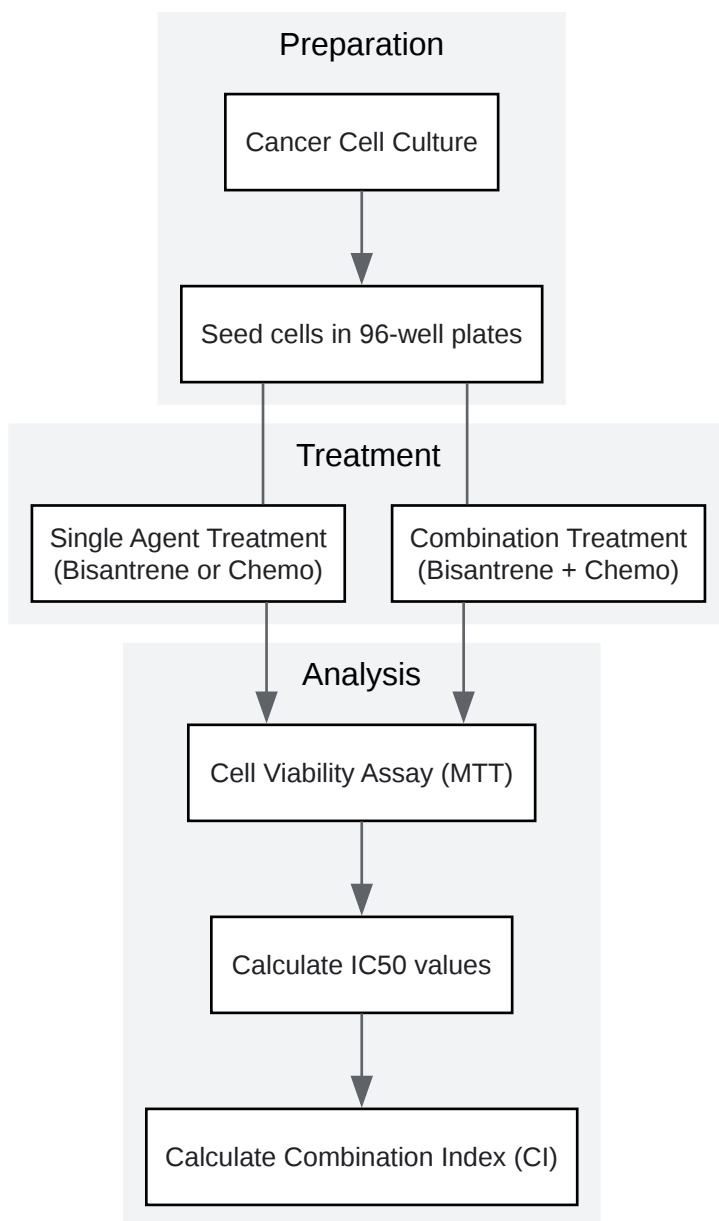 Preparation
Cancer Cell Culture
Seed cells in 96-well plates
Treatment
Single Agent Treatment
(Bisantrene or Chemo)
Combination Treatment
(Bisantrene + Chemo)
Analysis
Cell Viability Assay (MTT)
Calculate IC50 values
Calculate Combination Index (CI)